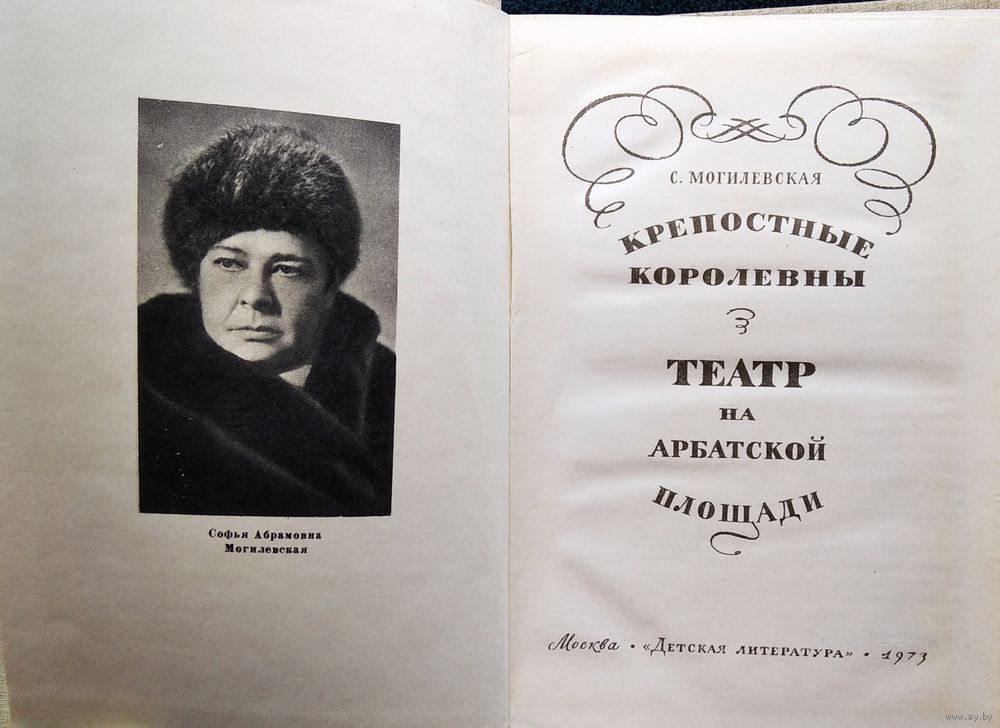 Софья Абрамовна
Могилевская
С. МОГИЛЕВСКАЯ
КРЕПОСТНЫЕ
КОРОЛЕВНЫ
ТЕАТР
НА
АРБАТСКОЙ
ПЛОЩАДИ
Москва • «ДЕТСКАЯ ЛИТЕРАТУРА» • 1973
www.ay.by